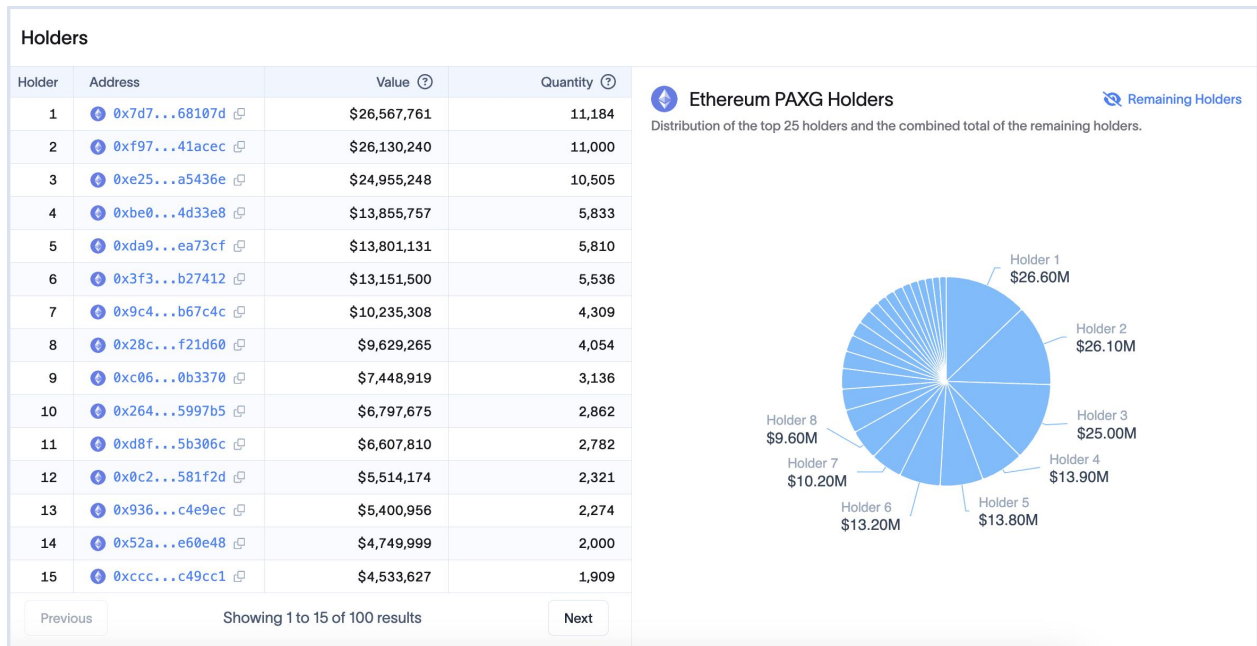 Holders
Holder Address Value Quantity
1 0x7d7...68107d $26,567,761 11,184
2 0xf97...41acec $26,130,240 11,000
3 0xe25...a5436e $24,955,248 10,505
4 0xbe0...4d33e8 $13,855,757 5,833
5 0xda9...ea73cf $13,801,131 5,810
6 0x3f3...b27412 $13,151,500 5,536
7 0x9c4...b67c4c $10,235,308 4,309
8 0x28c...f21d60 $9,629,265 4,054
9 0xc06...0b3370 $7,448,919 3,136
10 0x264...5997b5 $6,797,675 2,862
11 0xd8f...5b306c $6,607,810 2,782
12 0x0c2...581f2d $5,514,174 2,321
13 0x936...c4e9ec $5,400,956 2,274
14 0x52a...e60e48 $4,749,999 2,000
15 0xccc...c49cc1 $4,533,627 1,909
Previous Showing 1 to 15 of 100 results Next
Ethereum PAXG Holders Remaining Holders
Distribution of the top 25 holders and the combined total of the remaining holders.
Holder 1
$26.60M
Holder 2
$26.10M
Holder 3
$25.00M
Holder 4
$13.90M
Holder 5
$13.80M
Holder 6
$13.20M
Holder 7
$10.20M
Holder 8
$9.60M